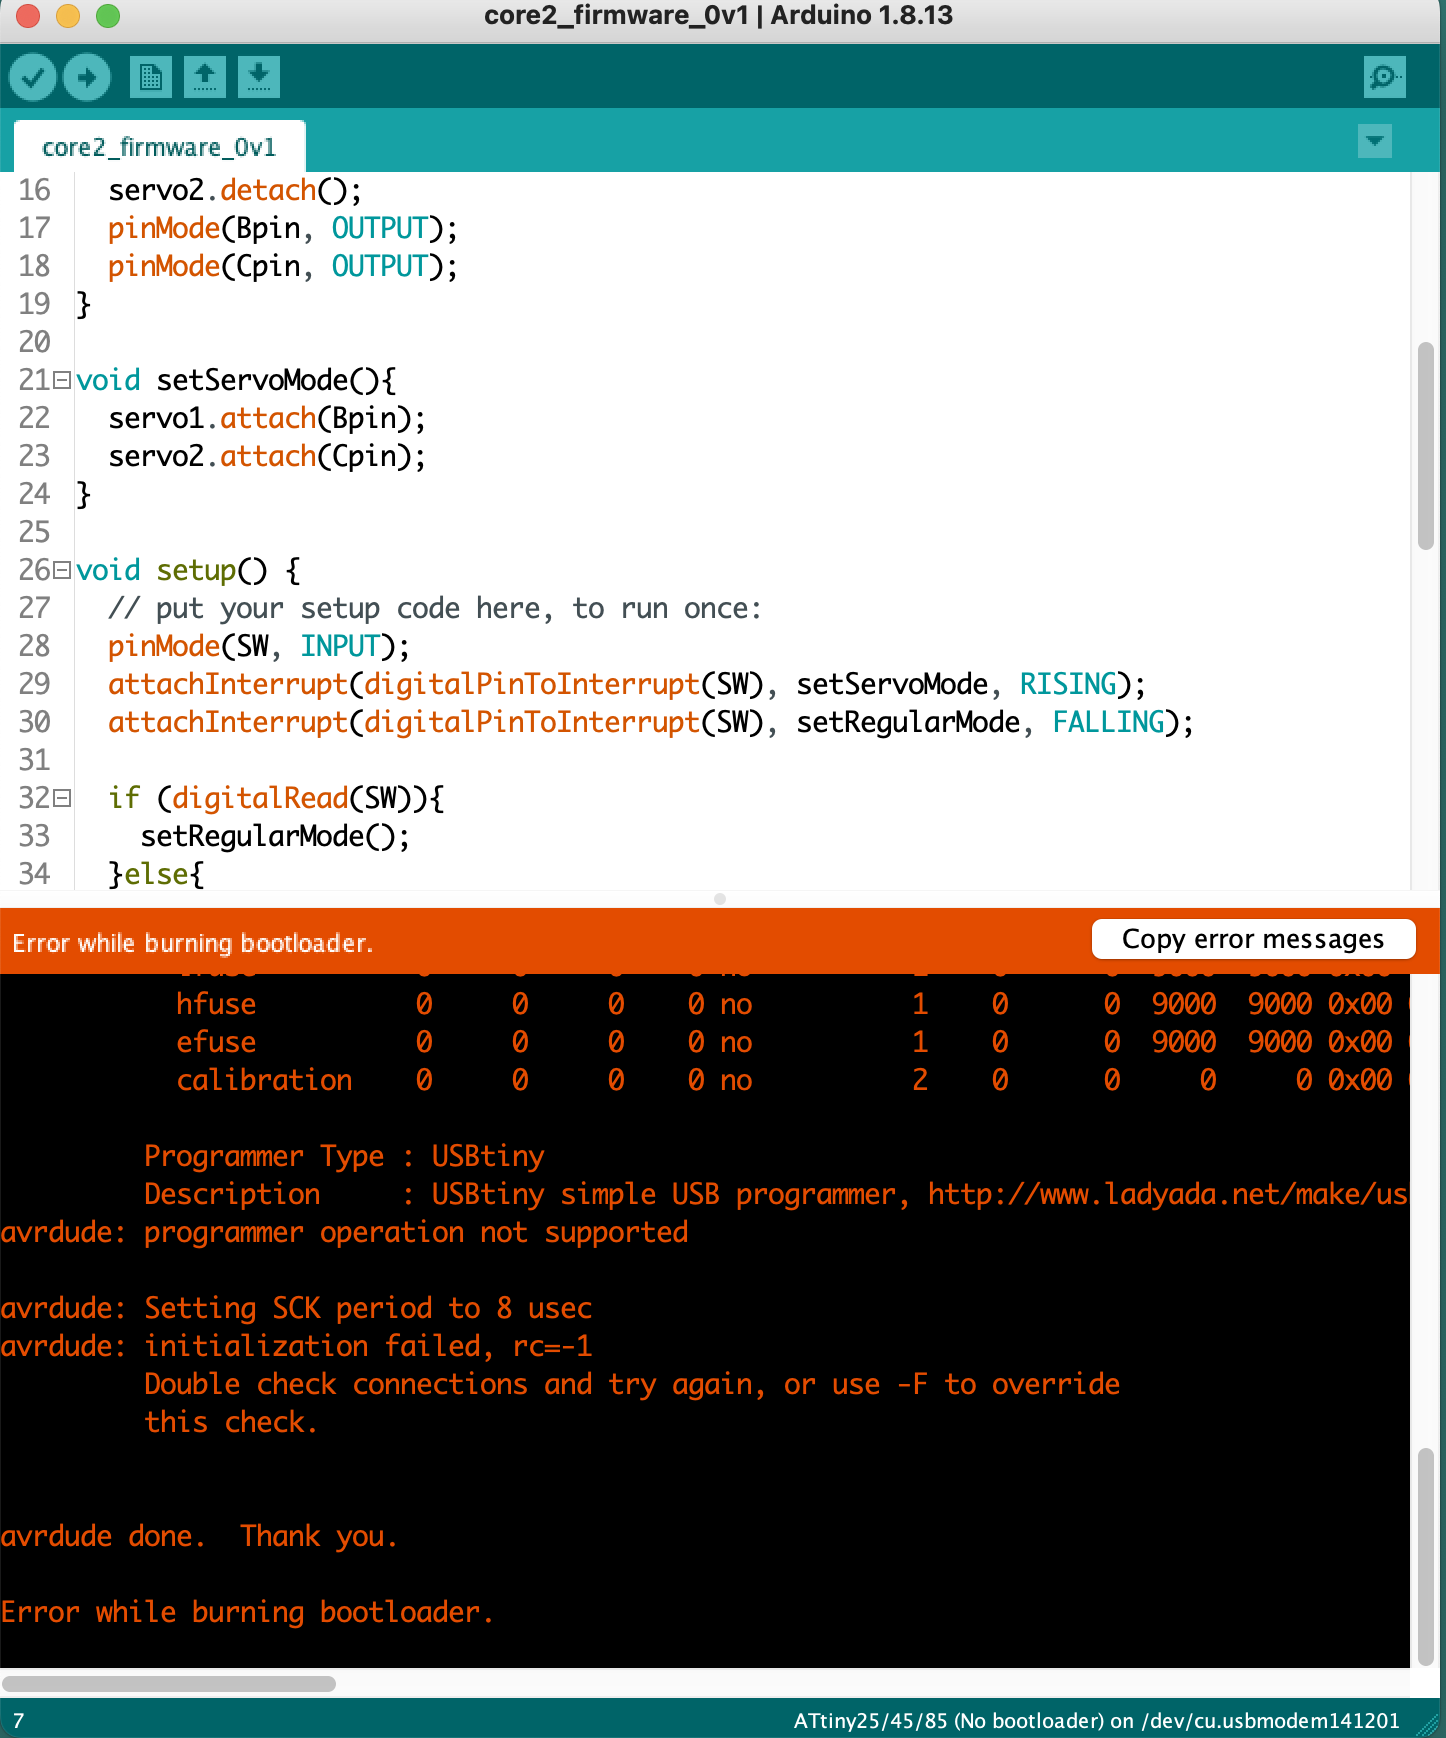 core2_firmware_0v1 | Arduino 1.8.13
core2_firmware_0v1
16 servo2.detach();
17 pinMode(Bpin, OUTPUT);
18 pinMode(Cpin, OUTPUT);
19 }
20
21 void setServoMode(){
22 servo1.attach(Bpin);
23 servo2.attach(Cpin);
24 }
25
26 void setup() {
27 // put your setup code here, to run once:
28 pinMode(SW, INPUT);
29 attachInterrupt(digitalPinToInterrupt(SW), setServoMode, RISING);
30 attachInterrupt(digitalPinToInterrupt(SW), setRegularMode, FALLING);
31
32 if (digitalRead(SW)){
33 setRegularMode();
34 }else{
Error while burning bootloader.
Copy error messages
hfuse 0 0 0 0 no 1 0 0 9000 9000 0x00
efuse 0 0 0 0 no 1 0 0 9000 9000 0x00
calibration 0 0 0 0 no 2 0 0 0 0 0x00
Programmer Type : USBtiny
Description : USBtiny simple USB programmer, http://www.ladyada.net/make/us
avrdude: programmer operation not supported
avrdude: Setting SCK period to 8 usec
avrdude: initialization failed, rc=-1
Double check connections and try again, or use -F to override
this check.
avrdude done. Thank you.
Error while burning bootloader.
7
ATtiny25/45/85 (No bootloader) on /dev/cu.usbmodem141201